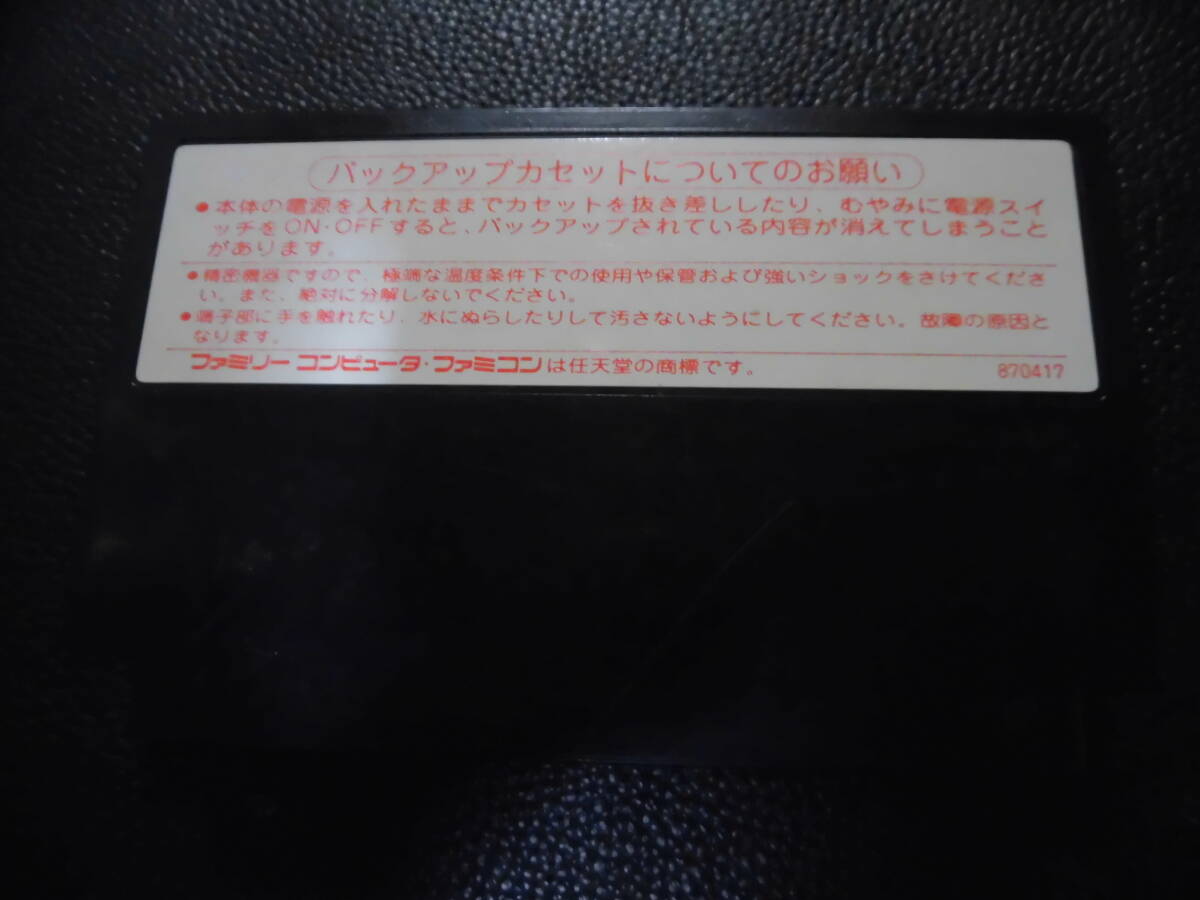 バックアップカセットについてのお願い
●本体の電源を入れたままでカセットを抜き差ししたり、むやみに電源スイ
ッチをON・OFFすると、バックアップされている内容が消えてしまうこと
があります。
●精密機器ですので、極端な温度条件下での使用や保管および強いショックをさけてくださ
い。また、絶対に分解しないでください。
●端子部に手を触れたり、水にぬらしたりして汚さないようにしてください。故障の原因と
なります。
ファミリーコンピュータ・ファミコンは任天堂の商標です。 870417